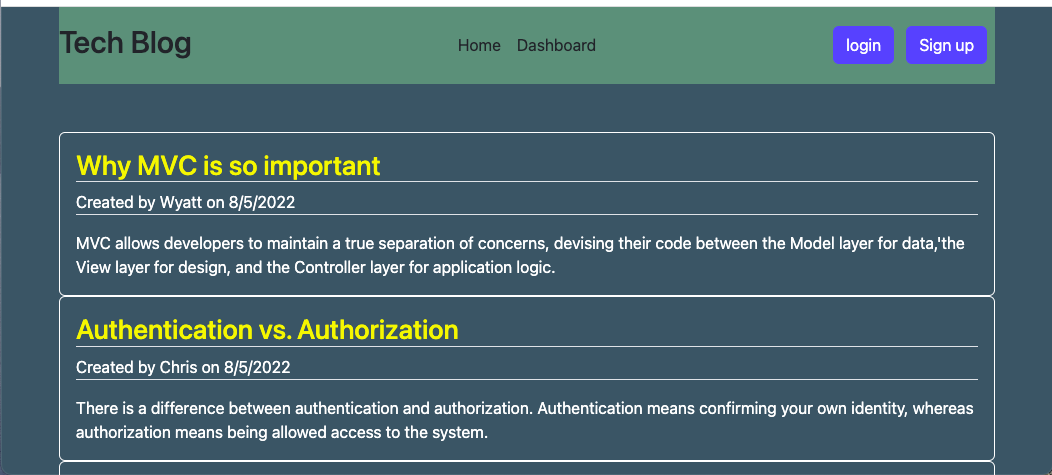 Tech Blog
Home Dashboard
login Sign up
Why MVC is so important
Created by Wyatt on 8/5/2022
MVC allows developers to maintain a true separation of concerns, devising their code between the Model layer for data,'the
View layer for design, and the Controller layer for application logic.
Authentication vs. Authorization
Created by Chris on 8/5/2022
There is a difference between authentication and authorization. Authentication means confirming your own identity, whereas
authorization means being allowed access to the system.